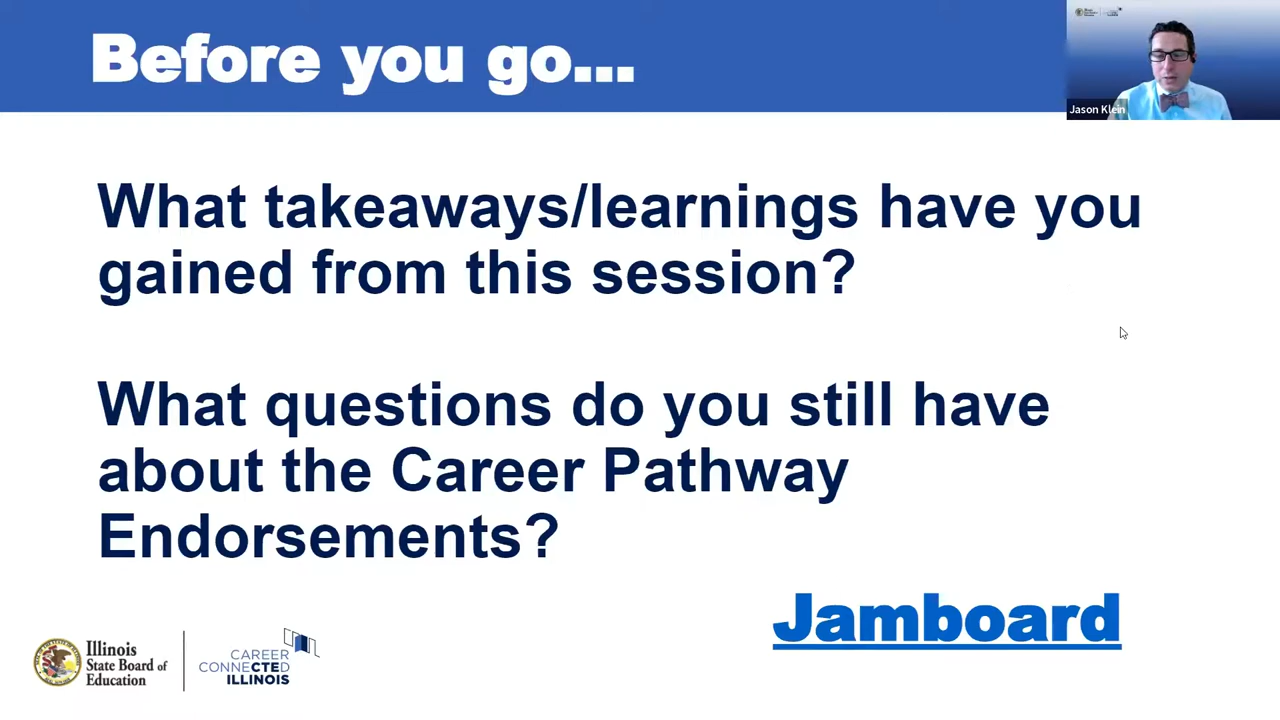 Before you go...
Jason Klein
What takeaways/learnings have you
gained from this session?
What questions do you still have
about the Career Pathway
Endorsements?
Jamboard
Illinois
State Board of
Education
CAREER
CONNECTED
ILLINOIS